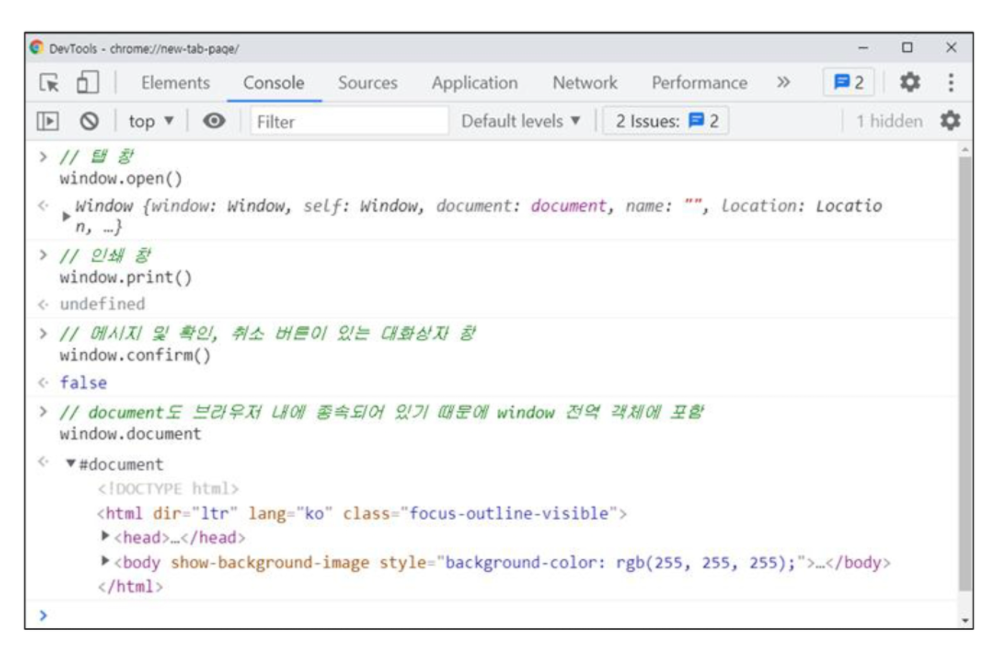 DevTools - chrome://new-tab-page/
Elements Console Sources Application Network Performance » 2
top ▼ Filter Default levels ▼ 2 Issues: 2 1 hidden
> // 탭 창
window.open()
Window {window: Window, self: Window, document: document, name: "", location: Locatio
n, …}
> // 인쇄 창
window.print()
undefined
> // 메시지 및 확인, 취소 버튼이 있는 대화상자 창
window.confirm()
false
> // document도 브라우저 내에 종속되어 있기 때문에 window 전역 객체에 포함
window.document
▼#document
<!DOCTYPE html>
<html dir="ltr" lang="ko" class="focus-outline-visible">
▶<head>…</head>
▶<body show-background-image style="background-color: rgb(255, 255, 255);">…</body>
</html>
>